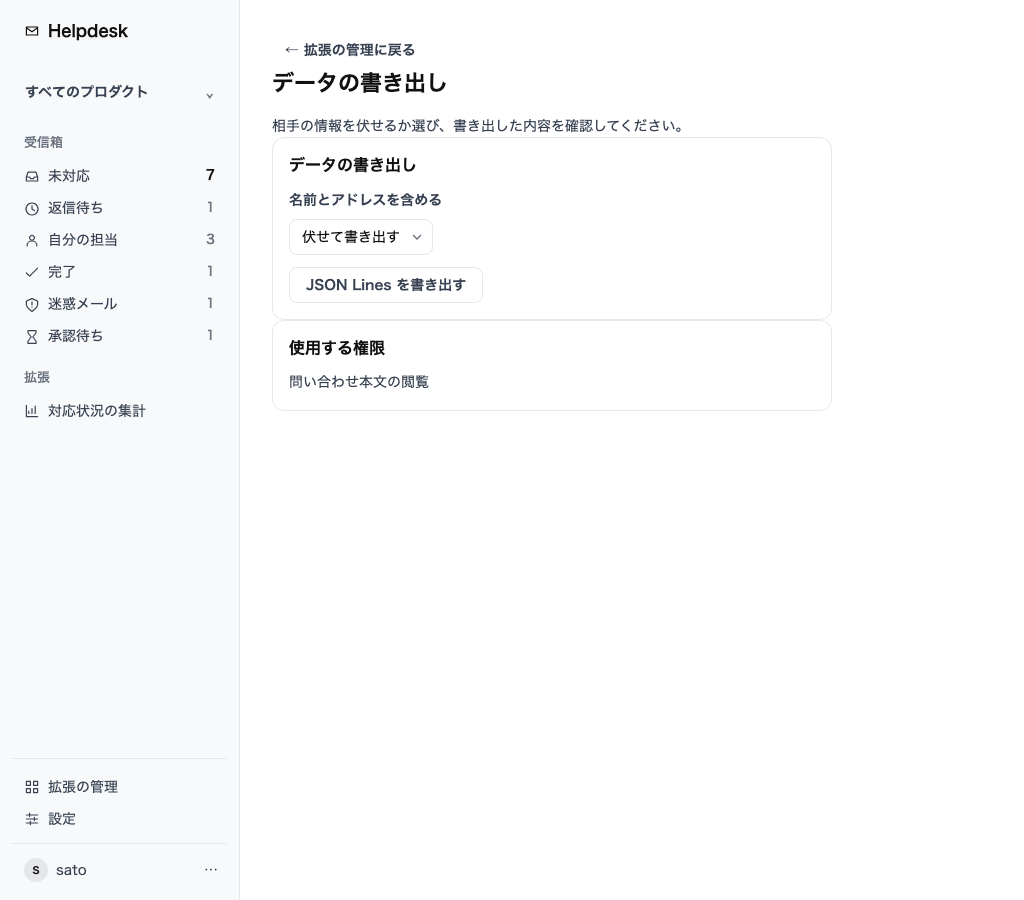 Helpdesk
すべてのプロダクト
受信箱
未対応 7
返信待ち 1
自分の担当 3
完了 1
迷惑メール 1
承認待ち 1
拡張
対応状況の集計
拡張の管理
設定
S sato ...
← 拡張の管理に戻る
データの書き出し
相手の情報を伏せるか選び、書き出した内容を確認してください。
データの書き出し
名前とアドレスを含める
伏せて書き出す
JSON Lines を書き出す
使用する権限
問い合わせ本文の閲覧